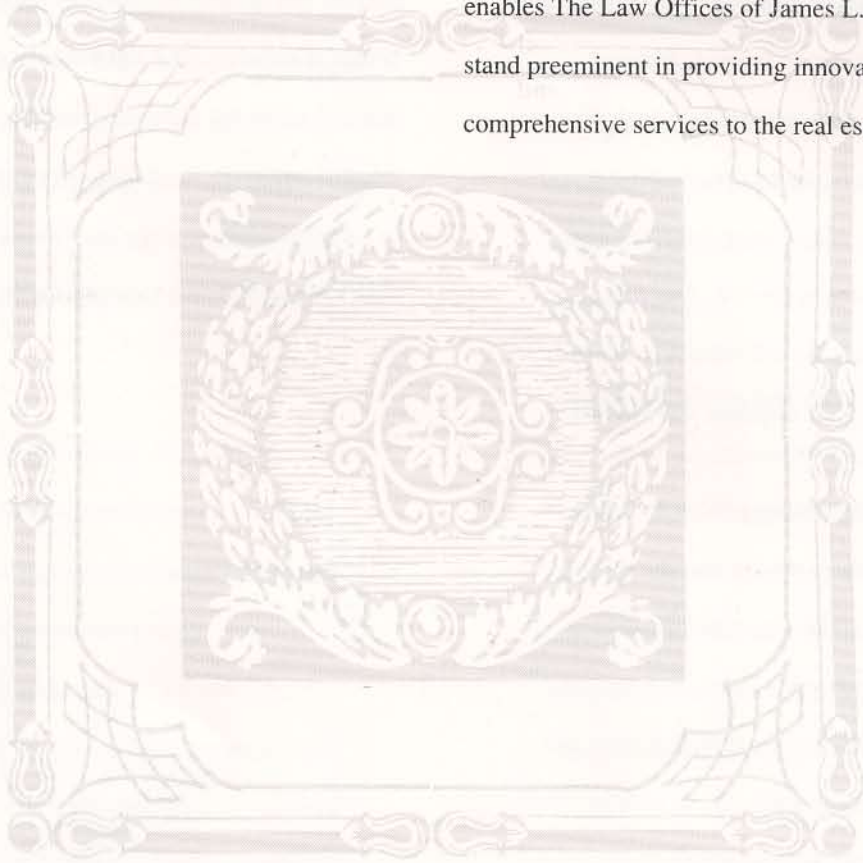 enables The Law Offices of James L.
stand preeminent in providing innova
comprehensive services to the real es